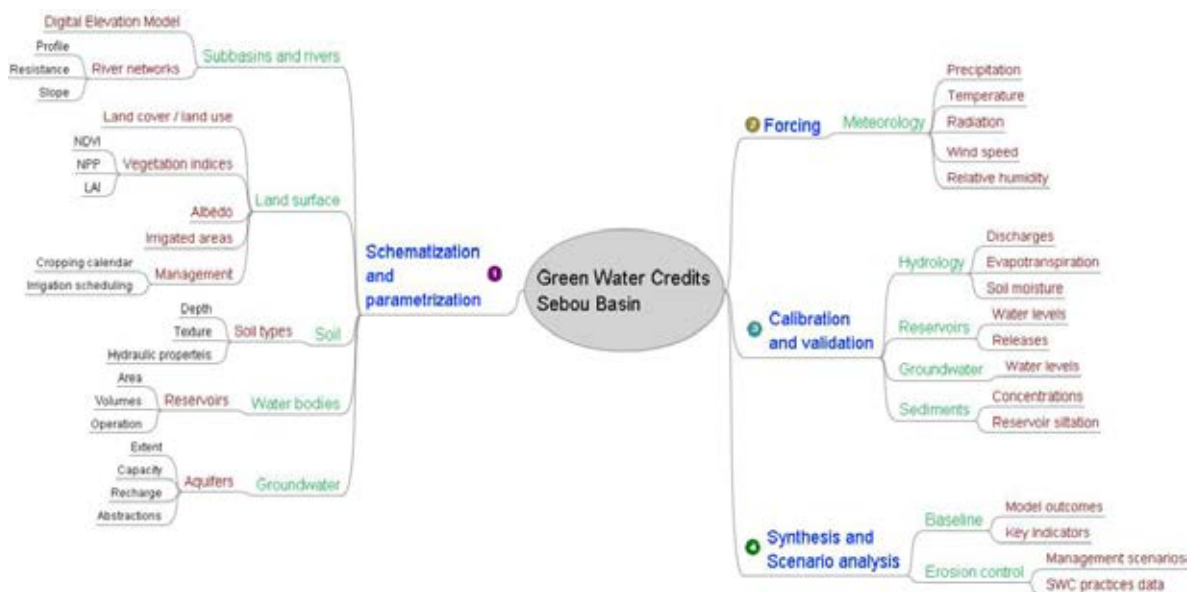 Digital Elevation Model
Subbasins and rivers
Profile
Resistance
Slope
River networks
Land cover / land use
NDVI
NPP
LAI
Vegetation indices
Land surface
Albedo
Irrigated areas
Cropping calendar
Irrigation scheduling
Management
Schematization
and
parametrization
1
Depth
Texture
Hydraulic properteis
Soil types
Soil
Area
Volumes
Operation
Reservoirs
Water bodies
Extent
Capacity
Recharge
Abstractions
Aquifers
Groundwater
Green Water Credits
Sebou Basin
2 Forcing
Meteorology
Precipitation
Temperature
Radiation
Wind speed
Relative humidity
3 Calibration
and validation
Hydrology
Discharges
Evapotranspiration
Soil moisture
Reservoirs
Water levels
Releases
Groundwater
Water levels
Sediments
Concentrations
Reservoir siltation
4 Synthesis and
Scenario analysis
Baseline
Model outcomes
Key Indicators
Erosion control
Management scenarios
SWC practices data